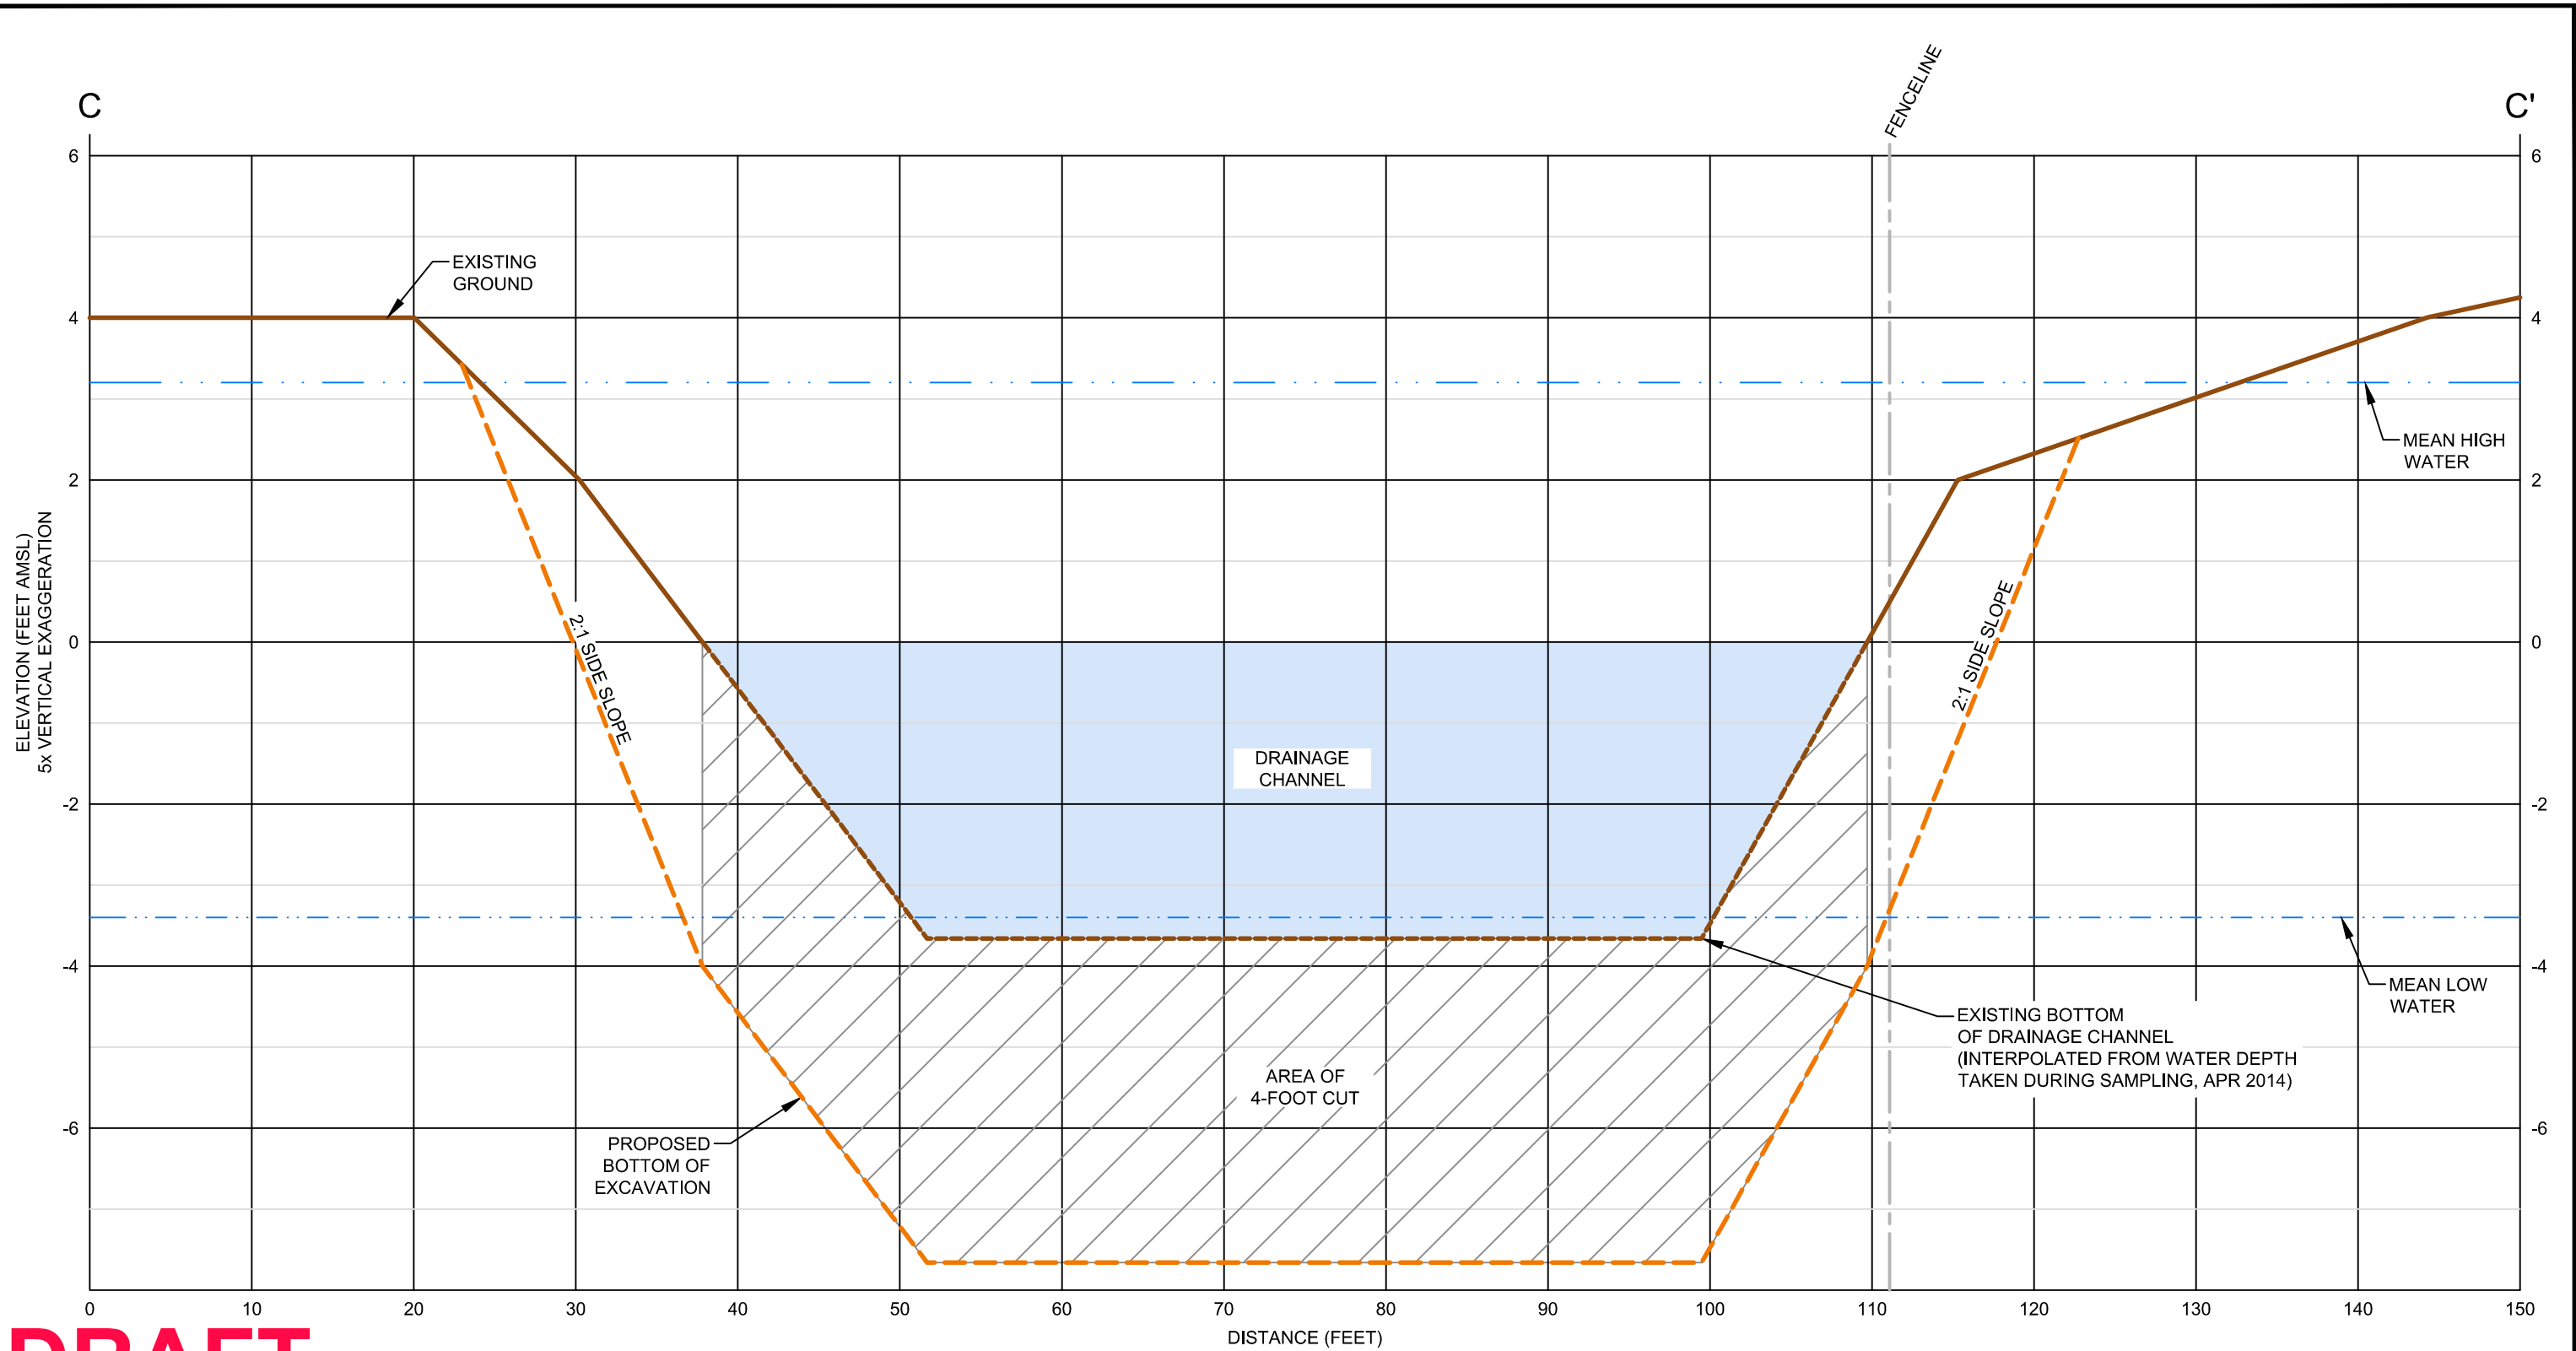 C
C'
FENCELINE
6
4
2
0
-2
-4
-6
6
4
2
0
-2
-4
-6
ELEVATION (FEET AMSL)
5x VERTICAL EXAGGERATION
EXISTING
GROUND
MEAN HIGH
WATER
2:1 SIDE SLOPE
2:1 SIDE SLOPE
DRAINAGE
CHANNEL
MEAN LOW
WATER
EXISTING BOTTOM
OF DRAINAGE CHANNEL
(INTERPOLATED FROM WATER DEPTH
TAKEN DURING SAMPLING, APR 2014)
AREA OF
4-FOOT CUT
PROPOSED
BOTTOM OF
EXCAVATION
0 10 20 30 40 50 60 70 80 90 100 110 120 130 140 150
DISTANCE (FEET)
DRAFT